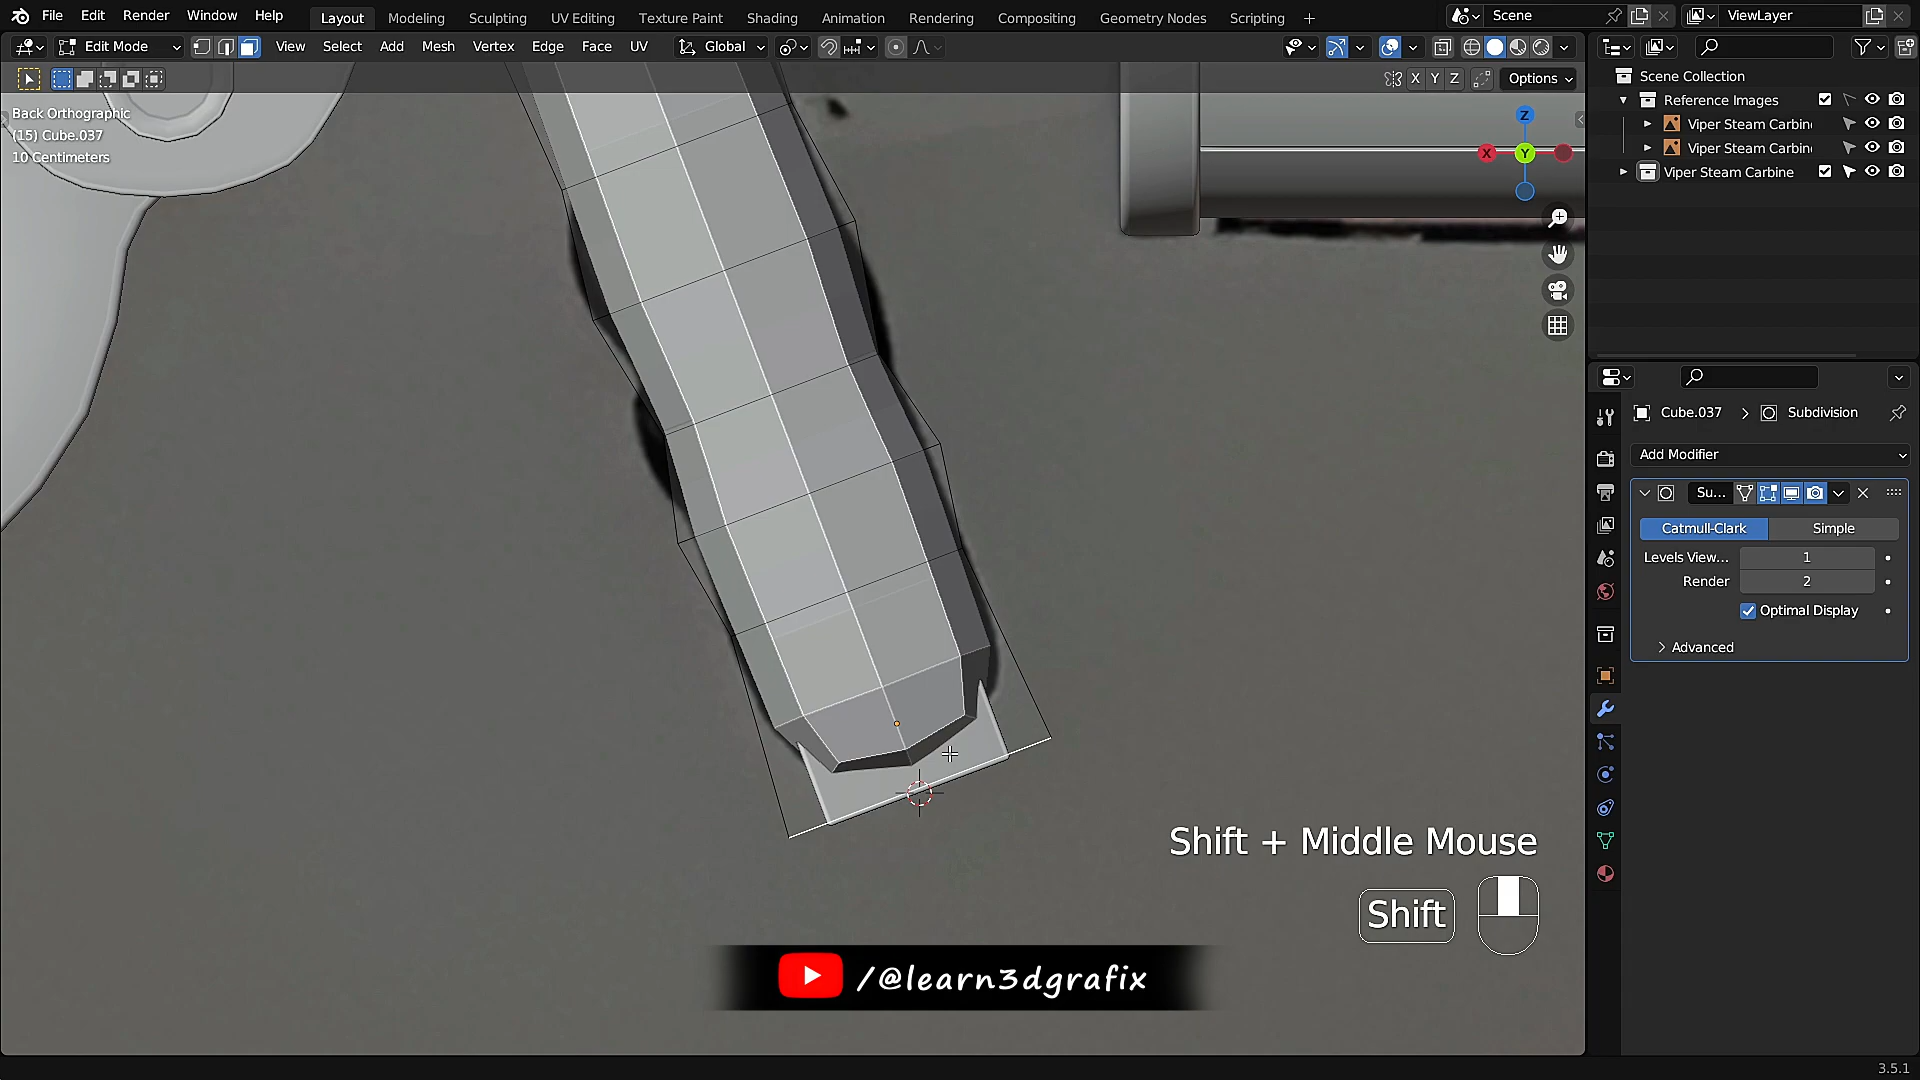 File Edit Render Window Help Layout Modeling Sculpting UV Editing Texture Paint Shading Animation Rendering Compositing Geometry Nodes Scripting + Scene ViewLayer
Edit Mode View Select Add Mesh Vertex Edge Face UV Global
X Y Z Options
Back Orthographic
(15) Cube.037
10 Centimeters
Z
X
Y
Scene Collection
Reference Images
Viper Steam Carbin
Viper Steam Carbin
Viper Steam Carbine
Cube.037 > Subdivision
Add Modifier
Su...
Catmull-Clark Simple
Levels View... 1
Render 2
Optimal Display
Advanced
Shift + Middle Mouse
Shift
/@learn3dgrafix
3.5.1